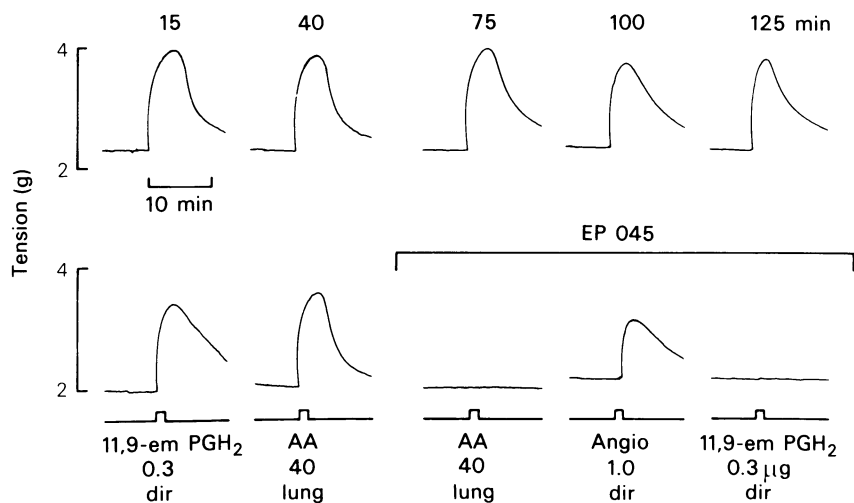 15 40 75 100 125 min
4
2
10 min
Tension (g)
EP 045
4
2
11,9-em PGH₂ AA AA Angio 11,9-em PGH₂
0.3 40 40 1.0 0.3 µg
dir lung lung dir dir